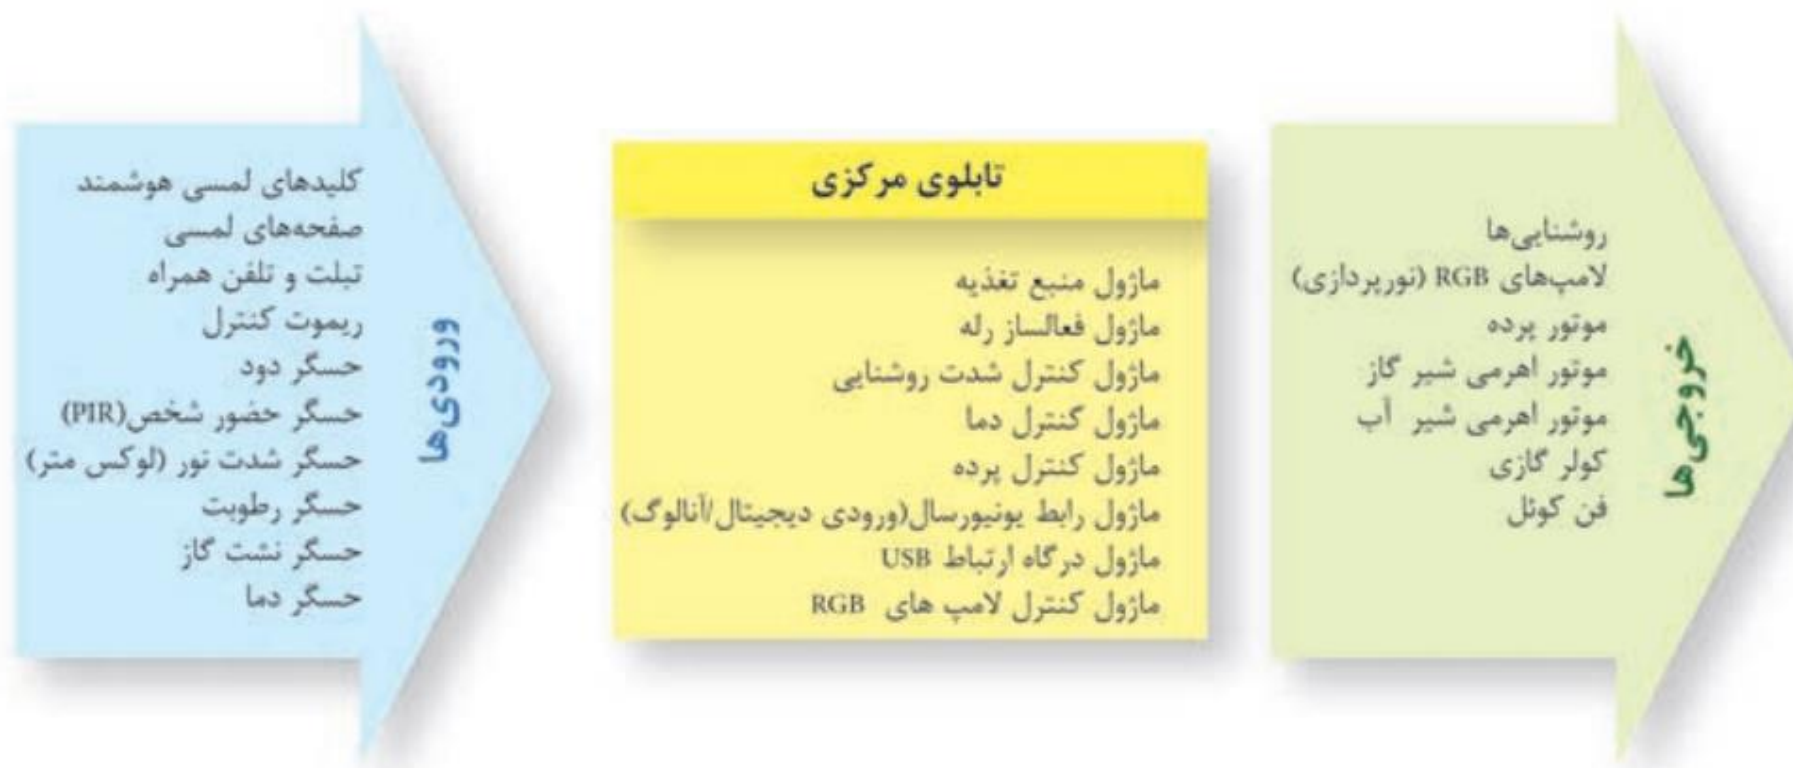 کلیدهای لمسی هوشمند
صفحه‌های لمسی
تبلت و تلفن همراه
ریموت کنترل
حسگر دود
حسگر حضور شخص(PIR)
حسگر شدت نور (لوکس متر)
حسگر رطوبت
حسگر نشت گاز
حسگر دما
ورودی‌ها
تابلوی مرکزی
ماژول منبع تغذیه
ماژول فعالساز رله
ماژول کنترل شدت روشنایی
ماژول کنترل دما
ماژول کنترل پرده
ماژول رابط یونیورسال(ورودی دیجیتال/آنالوگ)
ماژول درگاه ارتباط USB
ماژول کنترل لامپ های RGB
روشنایی‌ها
لامپ‌های RGB (نورپردازی)
موتور پرده
موتور اهرمی شیر گاز
موتور اهرمی شیر آب
کولر گازی
فن کوئل
خروجی‌ها